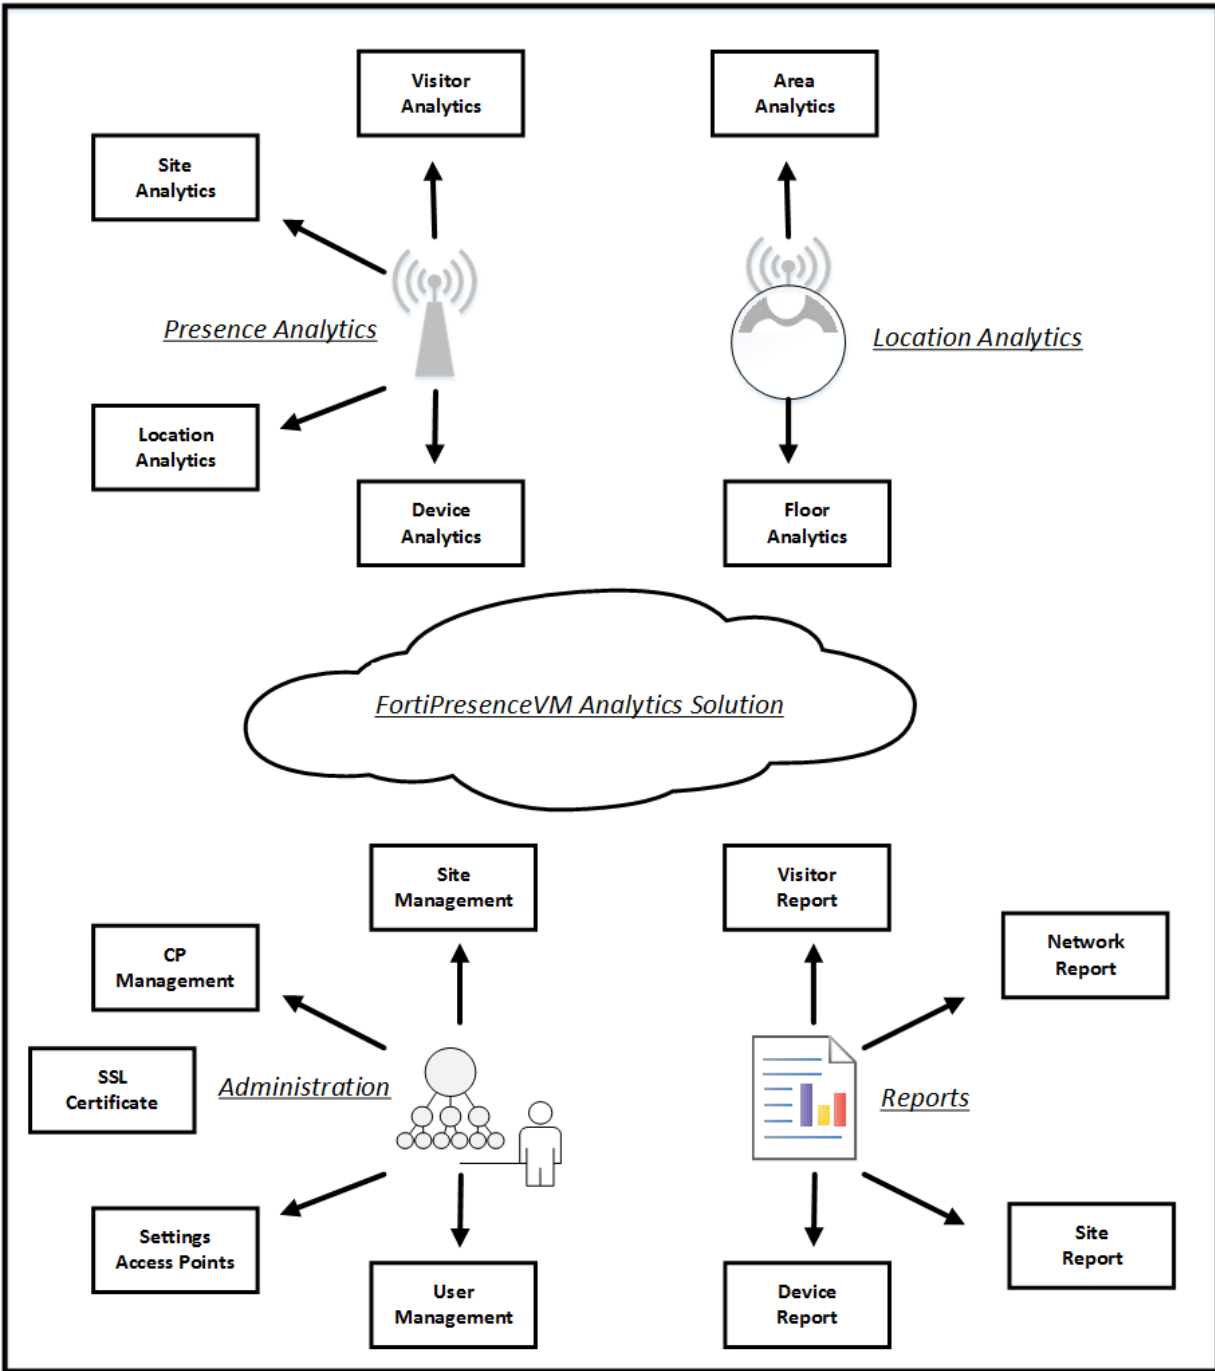 Visitor
Analytics
Area
Analytics
Site
Analytics
Presence Analytics
Location Analytics
Location
Analytics
Device
Analytics
Floor
Analytics
FortiPresenceVM Analytics Solution
Site
Management
Visitor
Report
CP
Management
Network
Report
SSL
Certificate
Administration
Reports
Settings
Access Points
Site
Report
User
Management
Device
Report